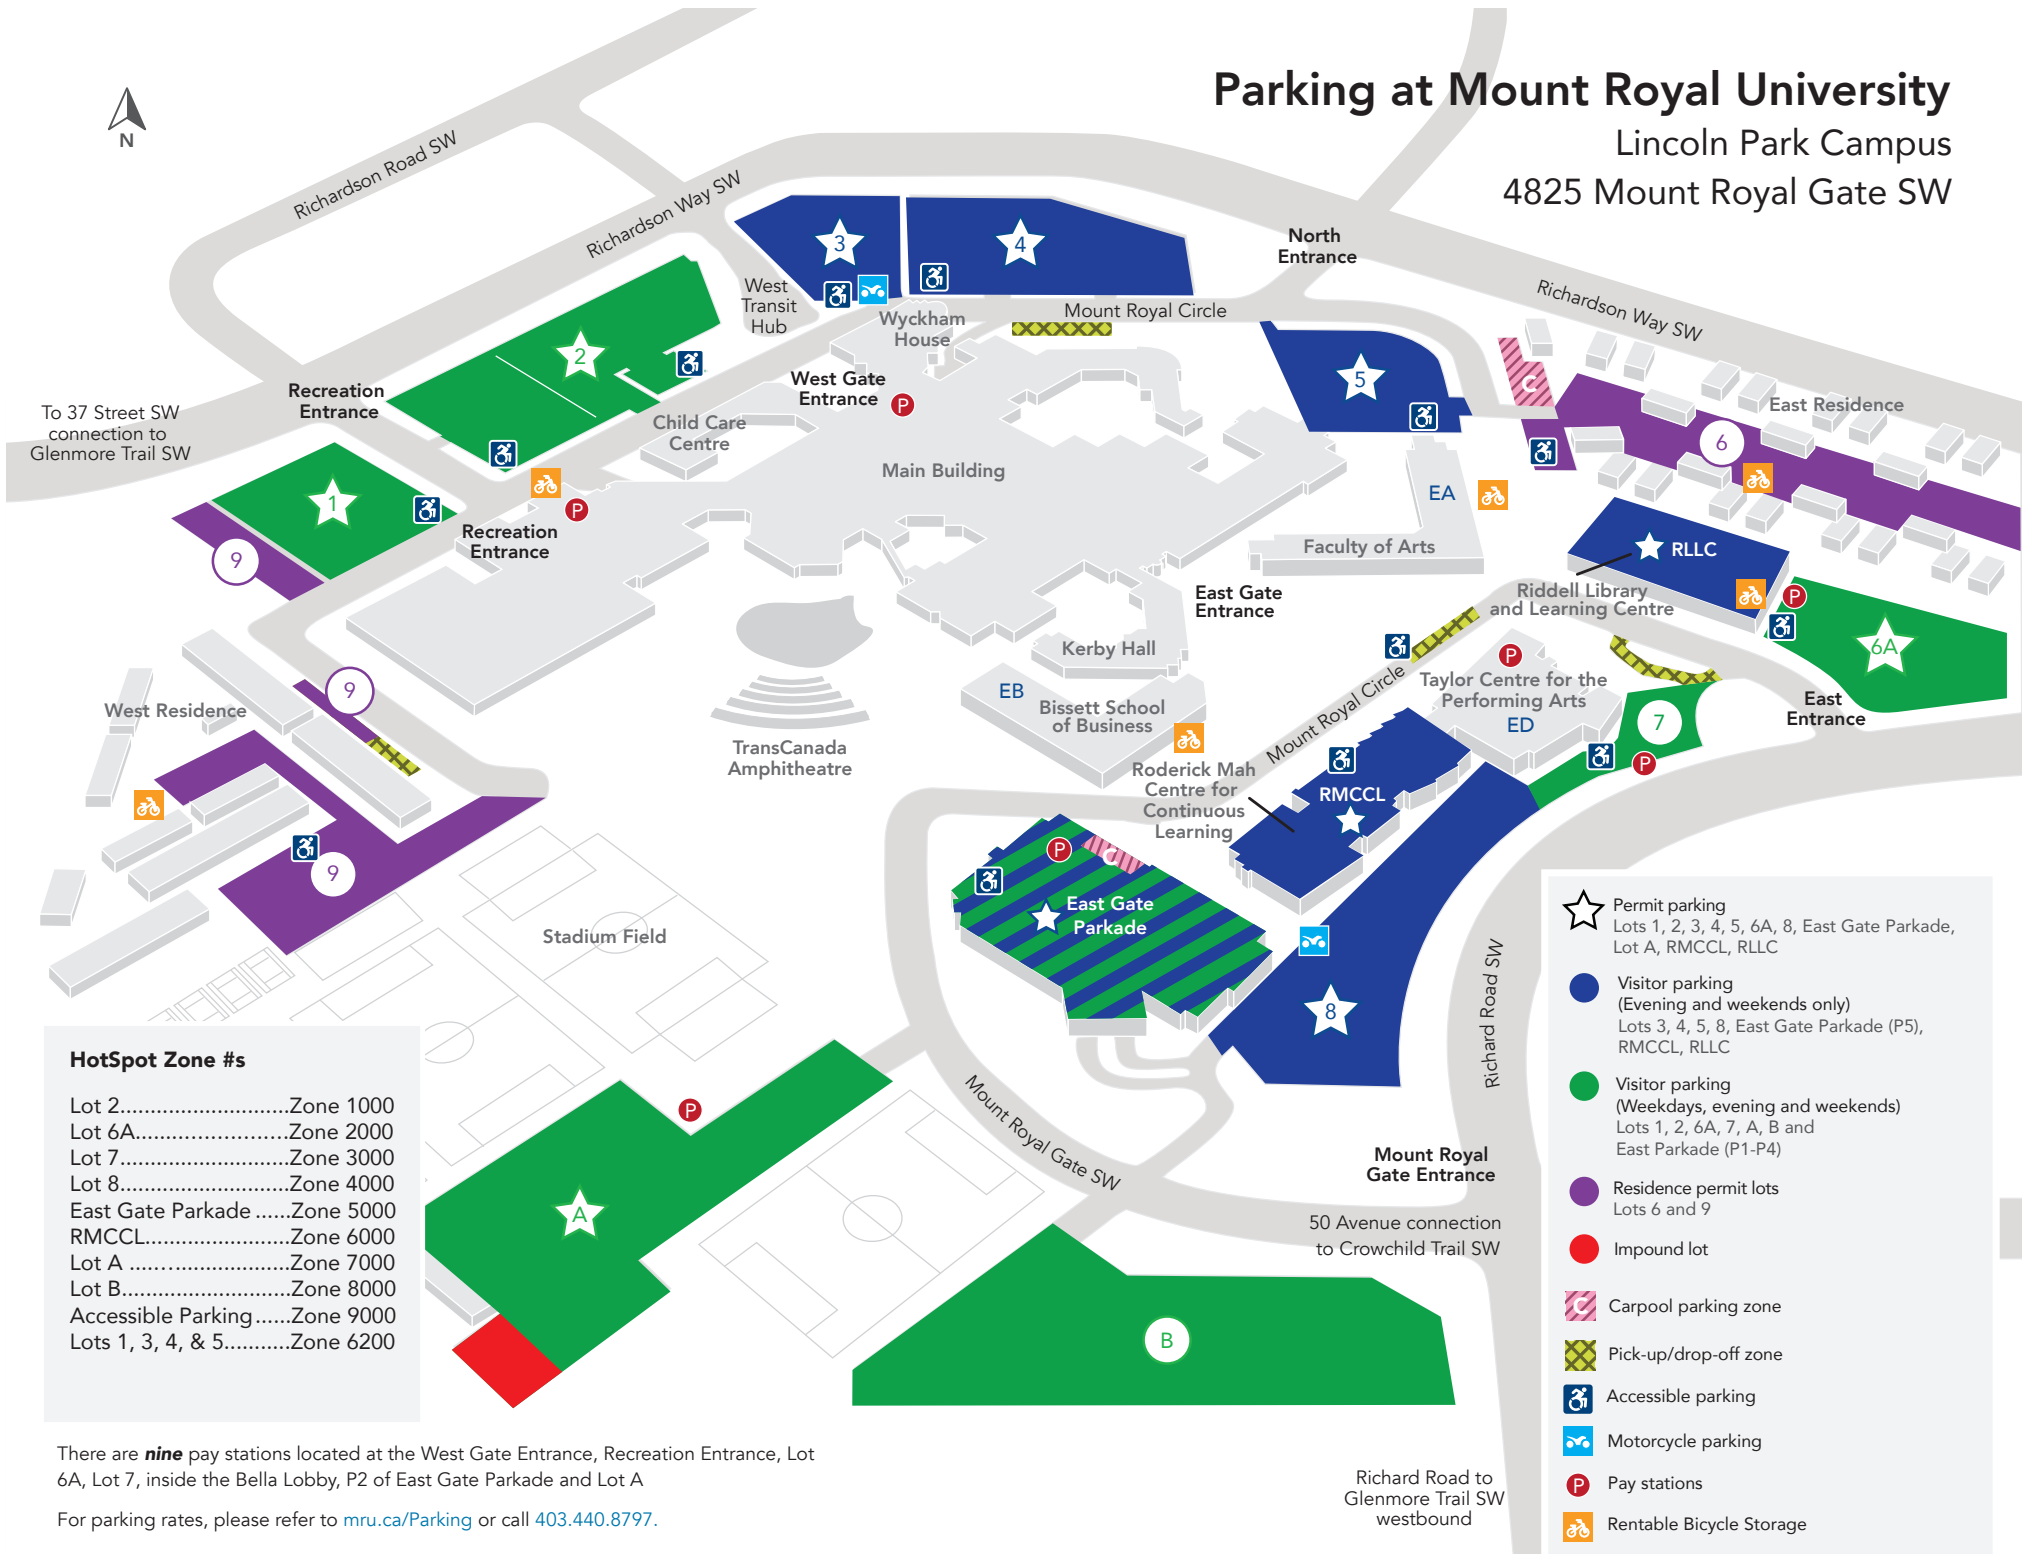 Parking at Mount Royal University
Lincoln Park Campus
4825 Mount Royal Gate SW
N
Richardson Road SW
Richardson Way SW
3
4
North
Entrance
West
Transit
Hub
Wyckham
House
Mount Royal Circle
Richardson Way SW
2
5
C
East Residence
Recreation
Entrance
West Gate
Entrance
P
To 37 Street SW
connection to
Glenmore Trail SW
Child Care
Centre
6
Main Building
EA
1
P
Recreation
Entrance
9
Faculty of Arts
RLLC
East Gate
Entrance
Riddell Library
and Learning Centre
P
6A
Kerby Hall
P
Mount Royal Circle
Taylor Centre for the
Performing Arts
ED
9
EB
Bissett School
of Business
West Residence
7
East
Entrance
P
TransCanada
Amphitheatre
Roderick Mah
Centre for
Continuous
Learning
RMCCL
P
C
9
East Gate
Parkade
Stadium Field
8
Richard Road SW
Mount Royal Gate SW
P
Mount Royal
Gate Entrance
A
50 Avenue connection
to Crowchild Trail SW
B
Richard Road to
Glenmore Trail SW
westbound
HotSpot Zone #s
Lot 2............................Zone 1000
Lot 6A.........................Zone 2000
Lot 7............................Zone 3000
Lot 8............................Zone 4000
East Gate Parkade ......Zone 5000
RMCCL........................Zone 6000
Lot A ...........................Zone 7000
Lot B............................Zone 8000
Accessible Parking ......Zone 9000
Lots 1, 3, 4, & 5...........Zone 6200
There are nine pay stations located at the West Gate Entrance, Recreation Entrance, Lot
6A, Lot 7, inside the Bella Lobby, P2 of East Gate Parkade and Lot A
For parking rates, please refer to mru.ca/Parking or call 403.440.8797.
Permit parking
Lots 1, 2, 3, 4, 5, 6A, 8, East Gate Parkade,
Lot A, RMCCL, RLLC
Visitor parking
(Evening and weekends only)
Lots 3, 4, 5, 8, East Gate Parkade (P5),
RMCCL, RLLC
Visitor parking
(Weekdays, evening and weekends)
Lots 1, 2, 6A, 7, A, B and
East Parkade (P1-P4)
Residence permit lots
Lots 6 and 9
Impound lot
C
Carpool parking zone
Pick-up/drop-off zone
Accessible parking
Motorcycle parking
P
Pay stations
Rentable Bicycle Storage